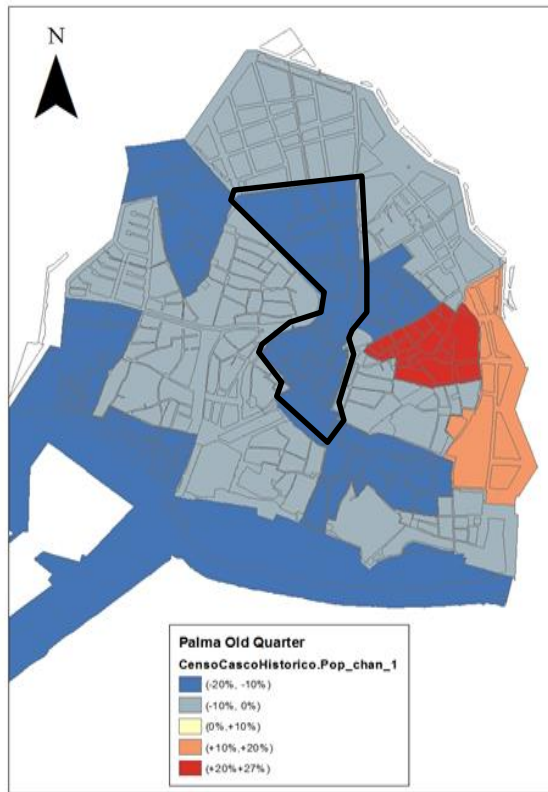 N
Palma Old Quarter
CensoCascoHistorico.Pop_chan_1
(-20%, -10%)
(-10%, 0%)
(0%,+10%)
(+10%,+20%)
(+20%+27%)